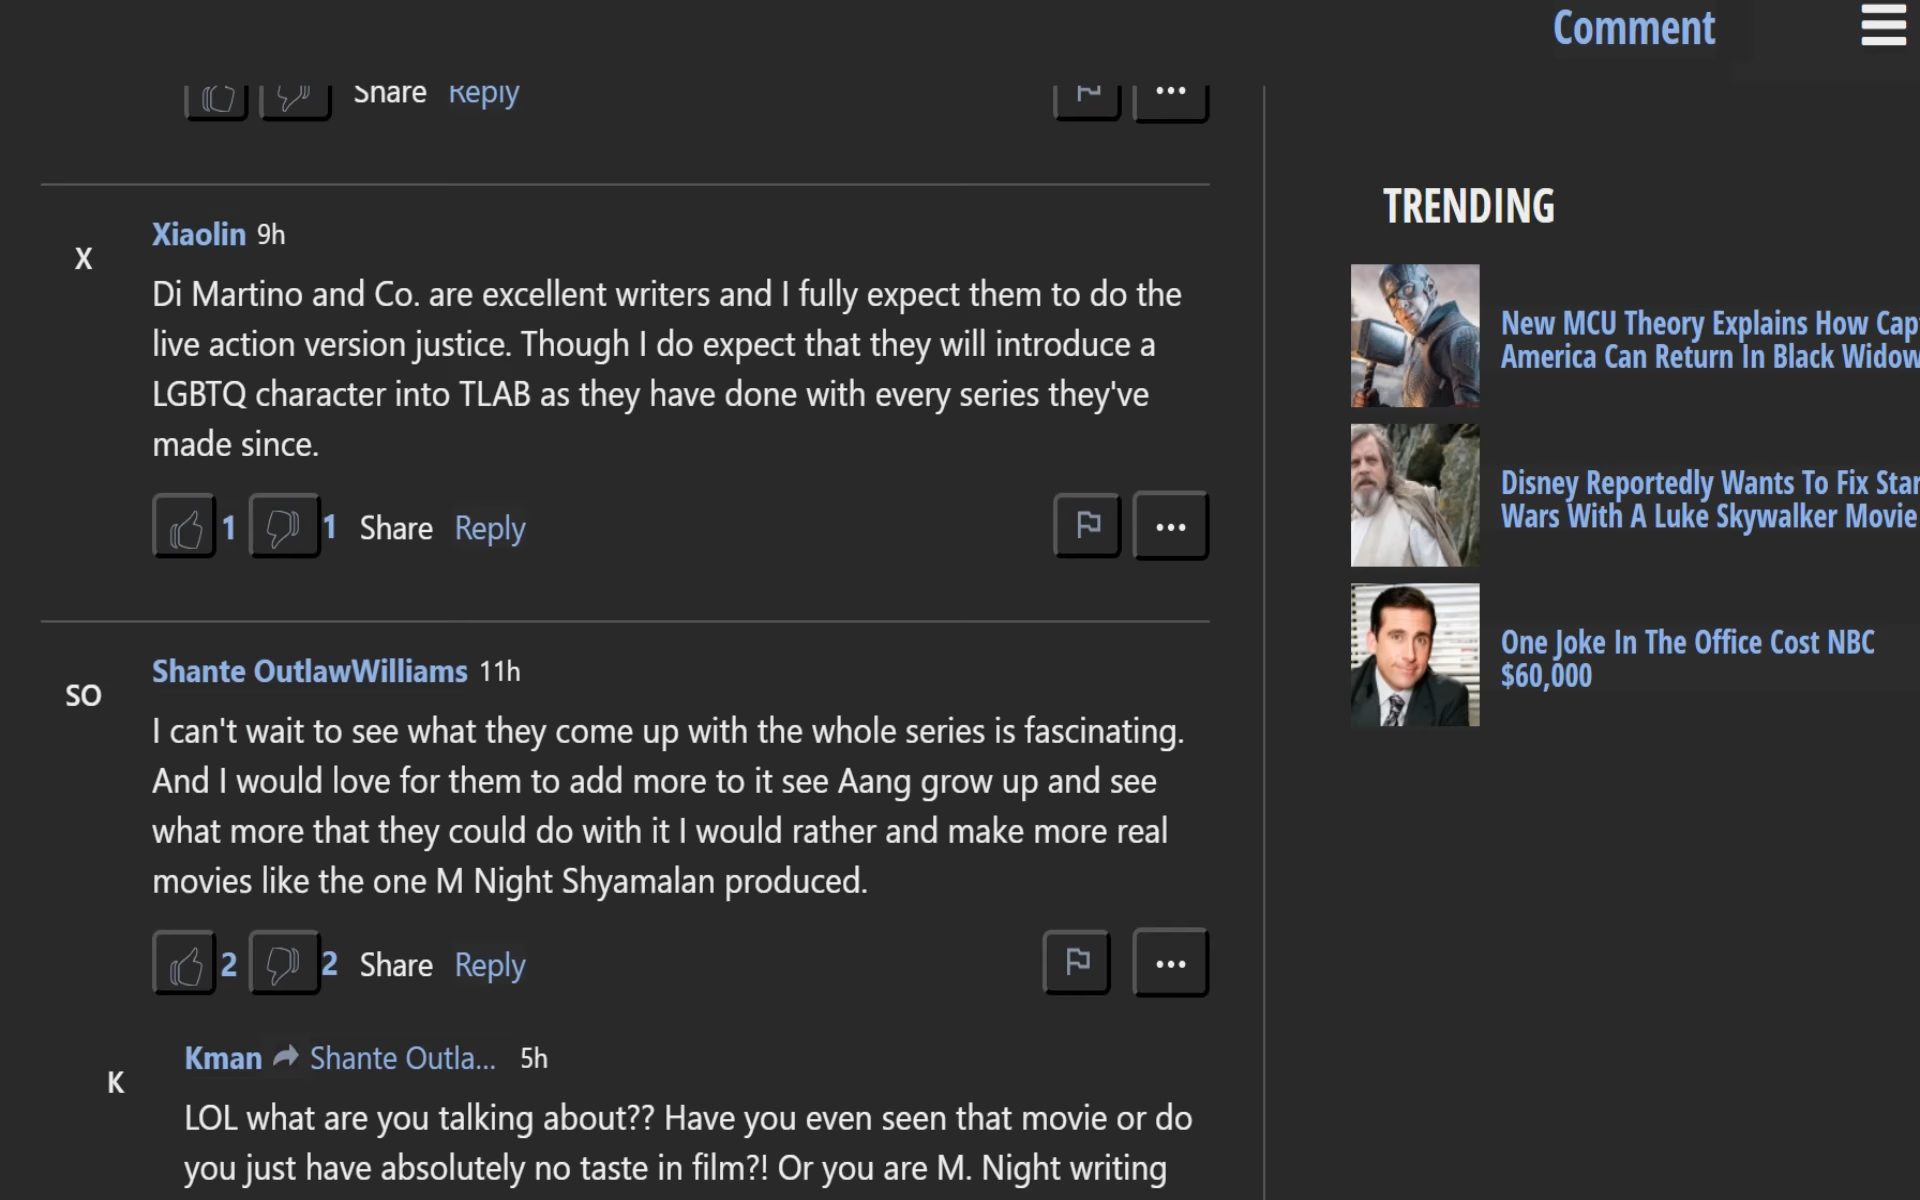 Comment
Share Reply
X
Xiaolin 9h
Di Martino and Co. are excellent writers and I fully expect them to do the
live action version justice. Though I do expect that they will introduce a
LGBTQ character into TLAB as they have done with every series they've
made since.
1 1 Share Reply
SO
Shante OutlawWilliams 11h
I can't wait to see what they come up with the whole series is fascinating.
And I would love for them to add more to it see Aang grow up and see
what more that they could do with it I would rather and make more real
movies like the one M Night Shyamalan produced.
2 2 Share Reply
K
Kman Shante Outla... 5h
LOL what are you talking about?? Have you even seen that movie or do
you just have absolutely no taste in film?! Or you are M. Night writing
TRENDING
New MCU Theory Explains How Cap
America Can Return In Black Widow
Disney Reportedly Wants To Fix Star
Wars With A Luke Skywalker Movie
One Joke In The Office Cost NBC
$60,000